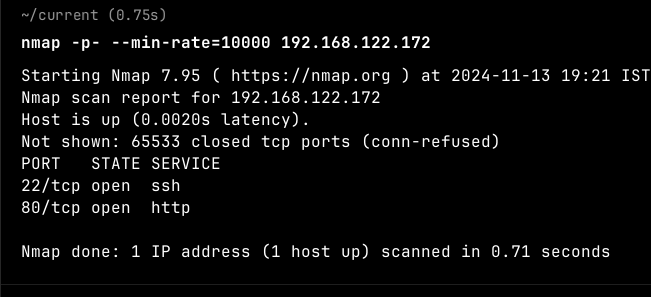 ~/current (0.75s)
nmap -p- --min-rate=10000 192.168.122.172
Starting Nmap 7.95 ( https://nmap.org ) at 2024-11-13 19:21 IST
Nmap scan report for 192.168.122.172
Host is up (0.0020s latency).
Not shown: 65533 closed tcp ports (conn-refused)
PORT   STATE SERVICE
22/tcp open  ssh
80/tcp open  http
Nmap done: 1 IP address (1 host up) scanned in 0.71 seconds